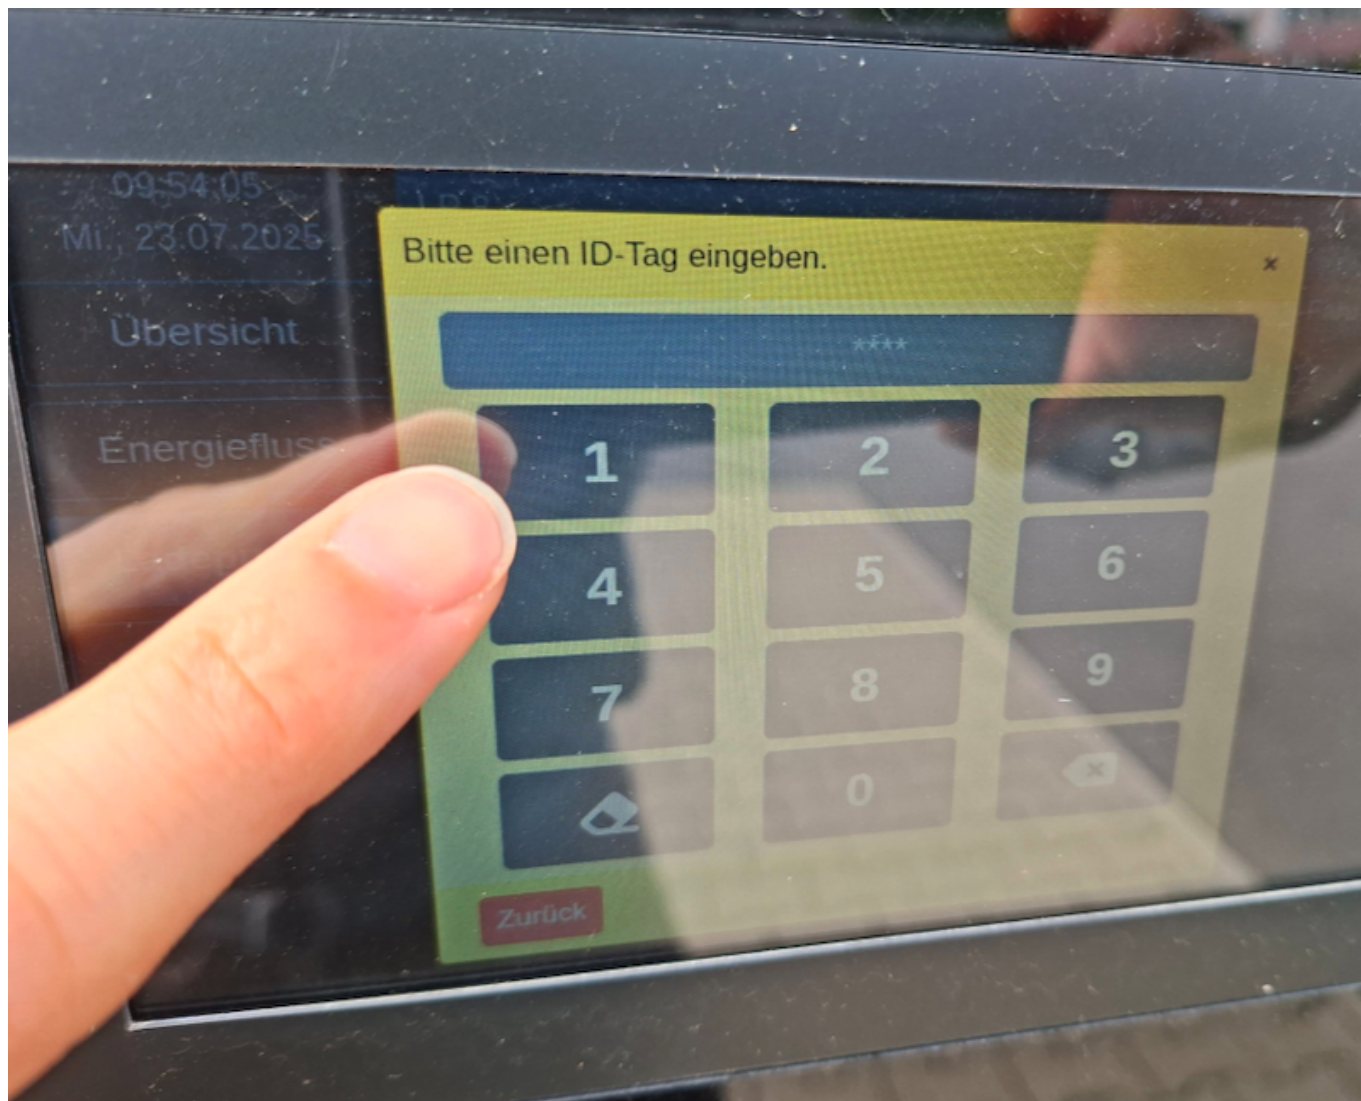 09:54:05
Mi., 23.07.2025
Bitte einen ID-Tag eingeben.
×
Übersicht
****
Energiefluss
1 2 3
4 5 6
7 8 9
0
Zurück